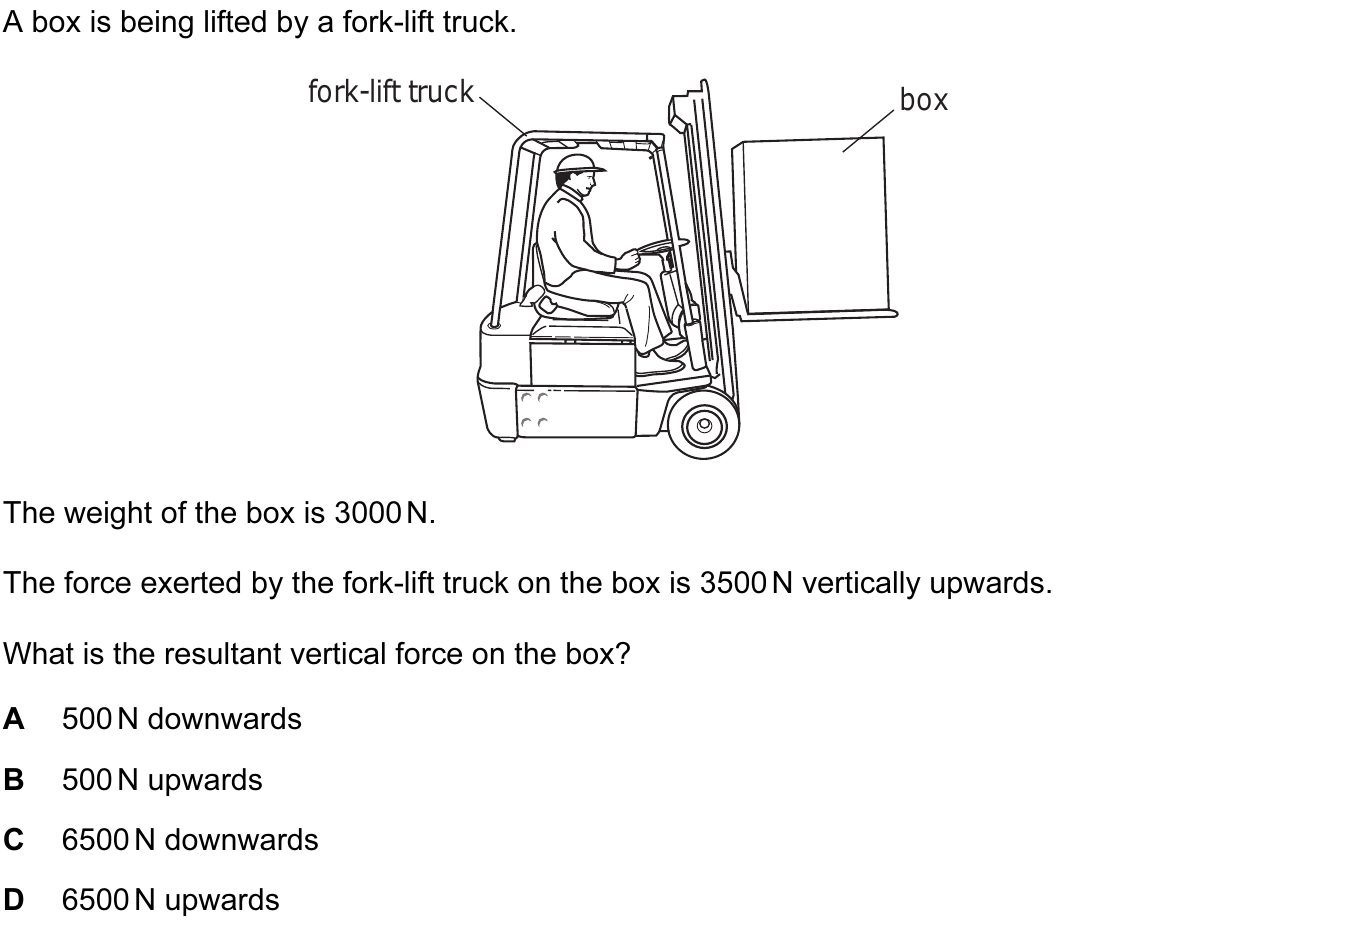 A box is being lifted by a fork-lift truck.
fork-lift truck
box
The weight of the box is 3000 N.
The force exerted by the fork-lift truck on the box is 3500 N vertically upwards.
What is the resultant vertical force on the box?
A 500 N downwards
B 500 N upwards
C 6500 N downwards
D 6500 N upwards